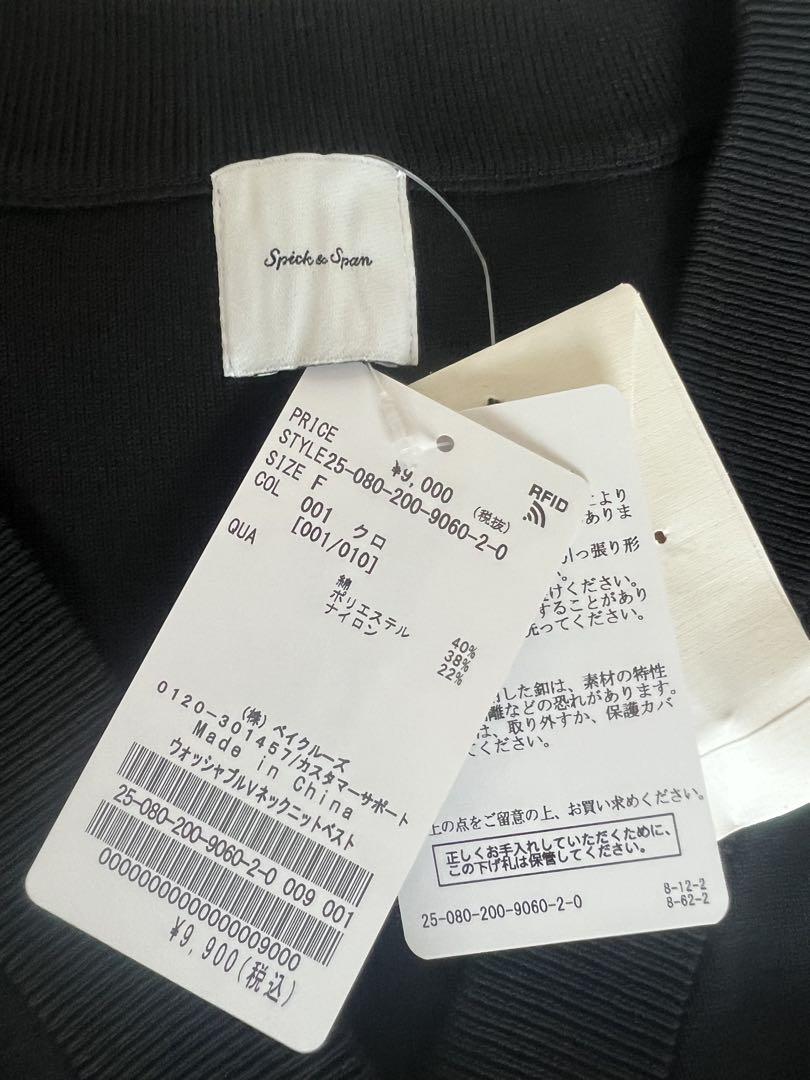 Spick & Span
PRICE ¥9,000 (税抜)
STYLE25-080-200-9060-2-0
SIZE F
COL 001 クロ
[001/010]
QUA
綿 40%
ポリエステル 38%
ナイロン 22%
(株) ベイクルーズ
0120-301457/カスタマーサポート
Made in China
ウォッシャブルVネックニットベスト
25-080-200-9060-2-0 009 001
0000000000000009000
¥9,900(税込)
RFID
により
ありま
引っ張り形
けください。
することがあり
洗ってください。
した釦は、素材の特性
離などの恐れがあります。
は、取り外すか、保護カバ
てください。
上の点をご留意の上、お買い求めください。
正しくお手入れしていただくために、
この下げ札は保管してください。
25-080-200-9060-2-0
8-12-2
8-62-2